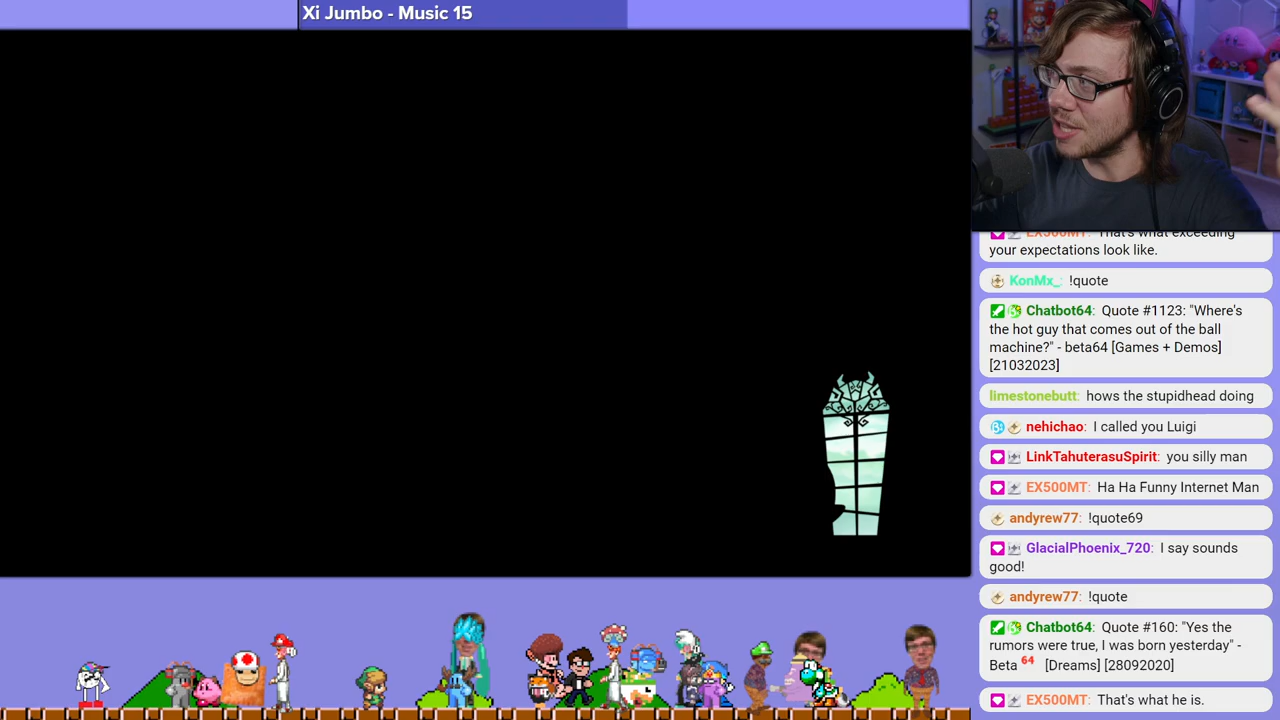 Xi Jumbo - Music 15
EX500MT: That's what exceeding
your expectations look like.
KonMx_: !quote
Chatbot64: Quote #1123: "Where's
the hot guy that comes out of the ball
machine?" - beta64 [Games + Demos]
[21032023]
limestonebutt: hows the stupidhead doing
nehichao: I called you Luigi
LinkTahuterasuSpirit: you silly man
EX500MT: Ha Ha Funny Internet Man
andyrew77: !quote69
GlacialPhoenix_720: I say sounds
good!
andyrew77: !quote
Chatbot64: Quote #160: "Yes the
rumors were true, I was born yesterday" -
Beta 64 [Dreams] [28092020]
EX500MT: That's what he is.